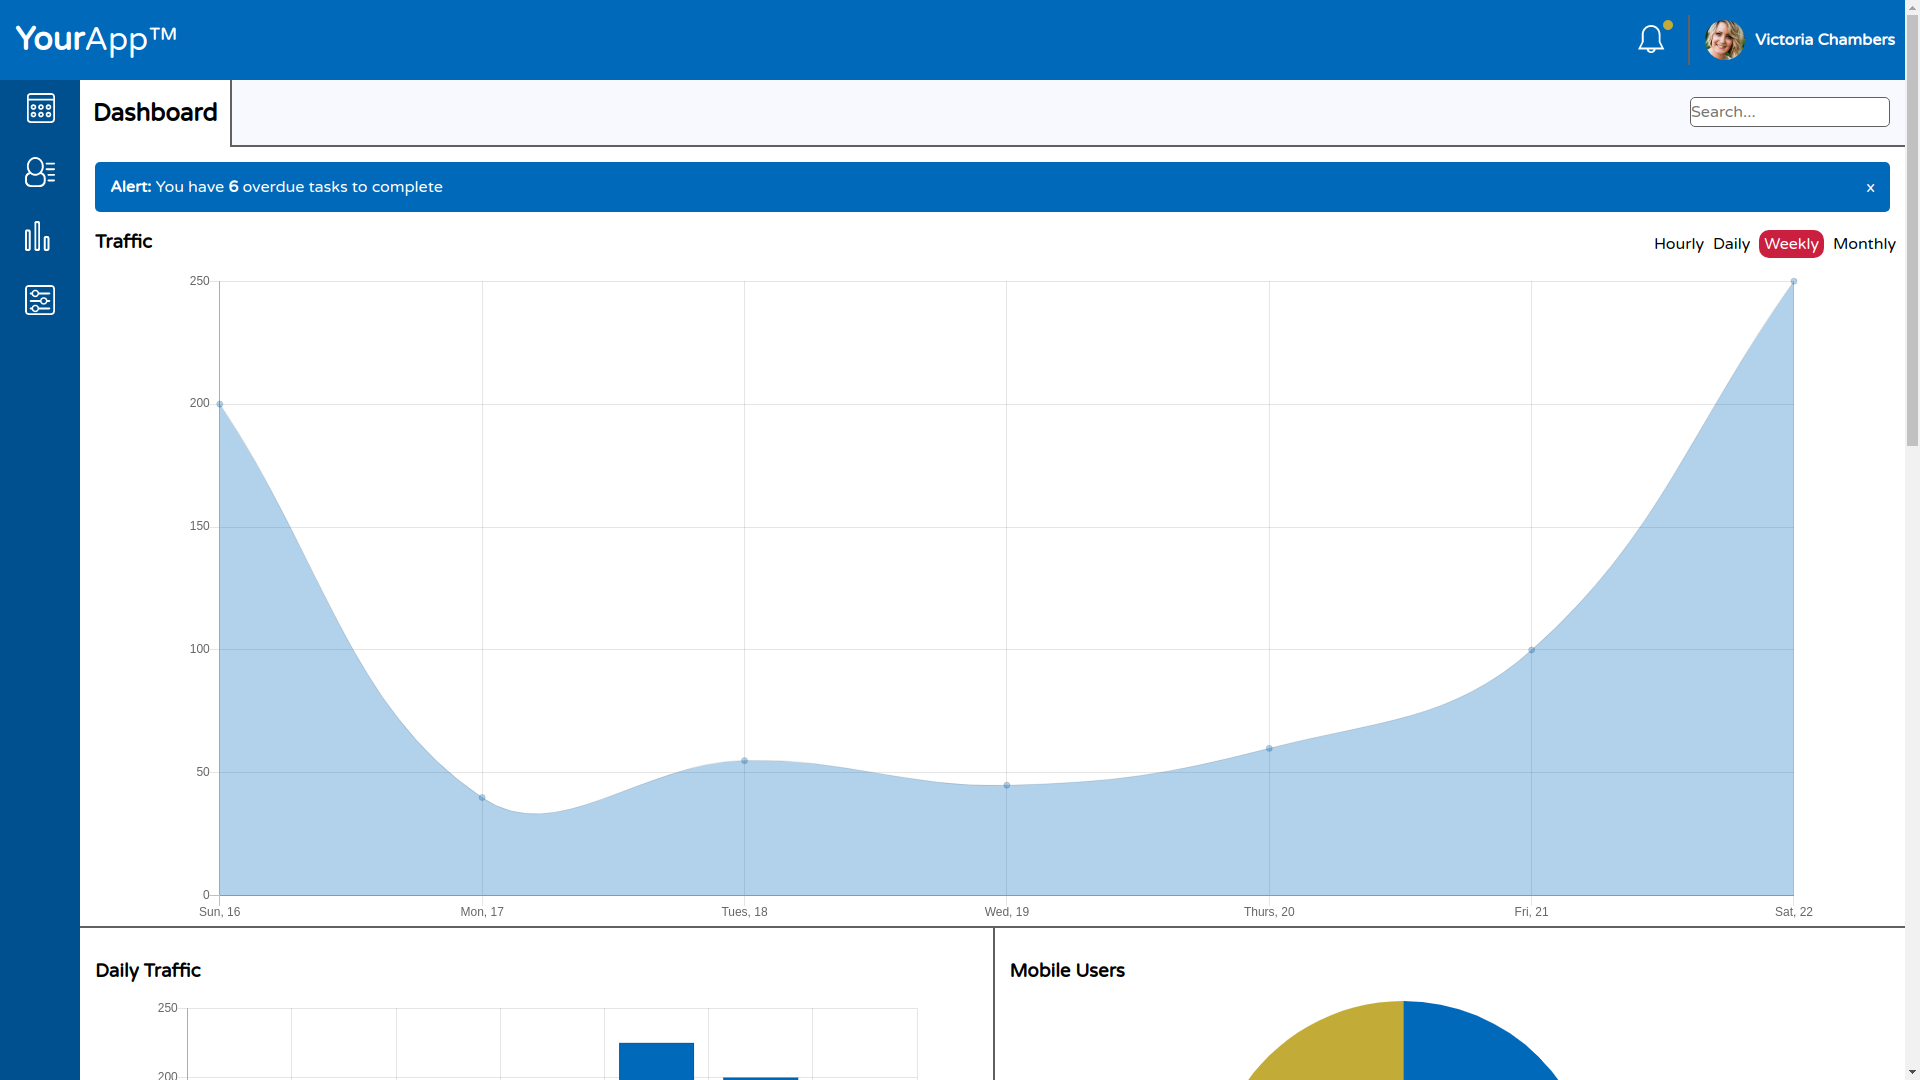 YourApp™
Victoria Chambers
Dashboard
Search...
Alert: You have 6 overdue tasks to complete
x
Traffic
Hourly Daily Weekly Monthly
250
200
150
100
50
0
Sun, 16 Mon, 17 Tues, 18 Wed, 19 Thurs, 20 Fri, 21 Sat, 22
Daily Traffic
250
200
Mobile Users